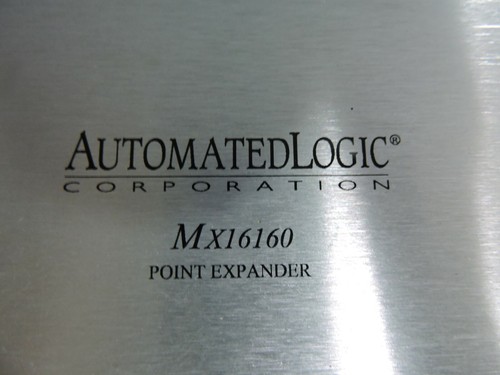 AUTOMATEDLOGIC®
CORPORATION
MX16160
POINT EXPANDER